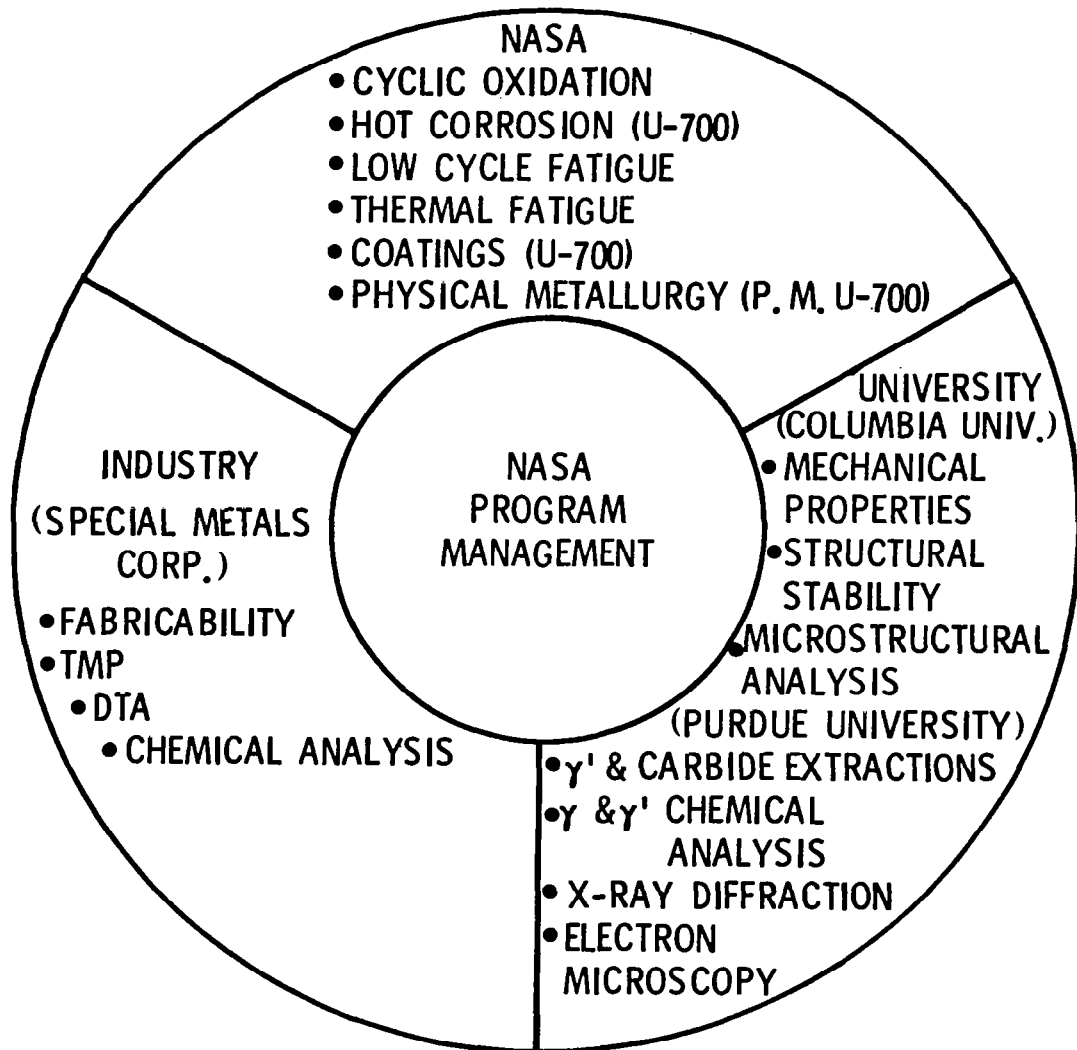 NASA
• CYCLIC OXIDATION
• HOT CORROSION (U-700)
• LOW CYCLE FATIGUE
• THERMAL FATIGUE
• COATINGS (U-700)
• PHYSICAL METALLURGY (P. M. U-700)
UNIVERSITY
(COLUMBIA UNIV.)
• MECHANICAL
PROPERTIES
• STRUCTURAL
STABILITY
• MICROSTRUCTURAL
ANALYSIS
(PURDUE UNIVERSITY)
• γ' & CARBIDE EXTRACTIONS
• γ & γ' CHEMICAL
ANALYSIS
• X-RAY DIFFRACTION
• ELECTRON
MICROSCOPY
INDUSTRY
(SPECIAL METALS
CORP.)
• FABRICABILITY
• TMP
• DTA
• CHEMICAL ANALYSIS
NASA
PROGRAM
MANAGEMENT